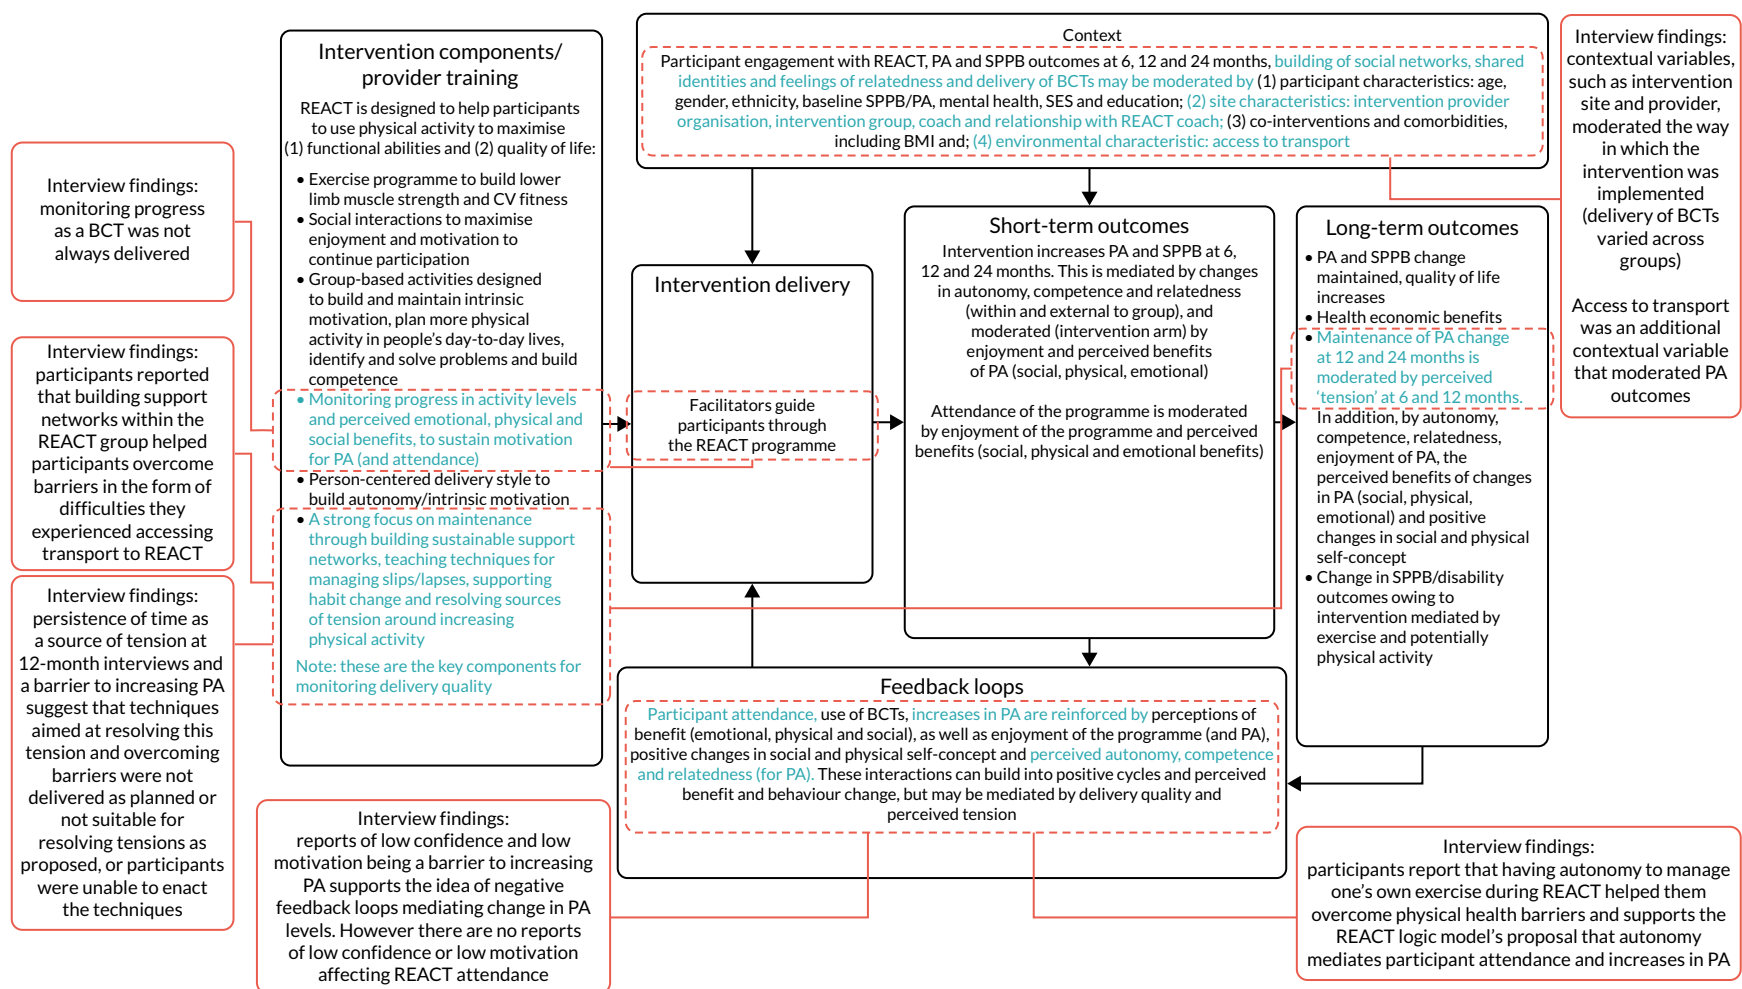 Interview findings:
monitoring progress
as a BCT was not
always delivered
Interview findings:
participants reported
that building support
networks within the
REACT group helped
participants overcome
barriers in the form of
difficulties they
experienced accessing
transport to REACT
Interview findings:
persistence of time as
a source of tension at
12-month interviews and
a barrier to increasing PA
suggest that techniques
aimed at resolving this
tension and overcoming
barriers were not
delivered as planned or
not suitable for
resolving tensions as
proposed, or participants
were unable to enact
the techniques
Intervention components/
provider training
REACT is designed to help participants
to use physical activity to maximise
(1) functional abilities and (2) quality of life:
• Exercise programme to build lower
limb muscle strength and CV fitness
• Social interactions to maximise
enjoyment and motivation to
continue participation
• Group-based activities designed
to build and maintain intrinsic
motivation, plan more physical
activity in people’s day-to-day lives,
identify and solve problems and build
competence
• Monitoring progress in activity levels
and perceived emotional, physical and
social benefits, to sustain motivation
for PA (and attendance)
• Person-centered delivery style to
build autonomy/intrinsic motivation
• A strong focus on maintenance
through building sustainable support
networks, teaching techniques for
managing slips/lapses, supporting
habit change and resolving sources
of tension around increasing
physical activity
Note: these are the key components for
monitoring delivery quality
Context
Participant engagement with REACT, PA and SPPB outcomes at 6, 12 and 24 months, building of social networks, shared
identities and feelings of relatedness and delivery of BCTs may be moderated by (1) participant characteristics: age,
gender, ethnicity, baseline SPPB/PA, mental health, SES and education; (2) site characteristics: intervention provider
organisation, intervention group, coach and relationship with REACT coach; (3) co-interventions and comorbidities,
including BMI and; (4) environmental characteristic: access to transport
Intervention delivery
Facilitators guide
participants through
the REACT programme
Short-term outcomes
Intervention increases PA and SPPB at 6,
12 and 24 months. This is mediated by changes
in autonomy, competence and relatedness
(within and external to group), and
moderated (intervention arm) by
enjoyment and perceived benefits
of PA (social, physical, emotional)
Attendance of the programme is moderated
by enjoyment of the programme and perceived
benefits (social, physical and emotional benefits)
Long-term outcomes
• PA and SPPB change
maintained, quality of life
increases
• Health economic benefits
• Maintenance of PA change
at 12 and 24 months is
moderated by perceived
‘tension’ at 6 and 12 months.
In addition, by autonomy,
competence, relatedness,
enjoyment of PA, the
perceived benefits of changes
in PA (social, physical,
emotional) and positive
changes in social and physical
self-concept
• Change in SPPB/disability
outcomes owing to
intervention mediated by
exercise and potentially
physical activity
Interview findings:
contextual variables,
such as intervention
site and provider,
moderated the way
in which the
intervention was
implemented
(delivery of BCTs
varied across
groups)
Access to transport
was an additional
contextual variable
that moderated PA
outcomes
Feedback loops
Participant attendance, use of BCTs, increases in PA are reinforced by perceptions of
benefit (emotional, physical and social), as well as enjoyment of the programme (and PA),
positive changes in social and physical self-concept and perceived autonomy, competence
and relatedness (for PA). These interactions can build into positive cycles and perceived
benefit and behaviour change, but may be mediated by delivery quality and
perceived tension
Interview findings:
reports of low confidence and low
motivation being a barrier to increasing
PA supports the idea of negative
feedback loops mediating change in PA
levels. However there are no reports
of low confidence or low motivation
affecting REACT attendance
Interview findings:
participants report that having autonomy to manage
one’s own exercise during REACT helped them
overcome physical health barriers and supports the
REACT logic model’s proposal that autonomy
mediates participant attendance and increases in PA